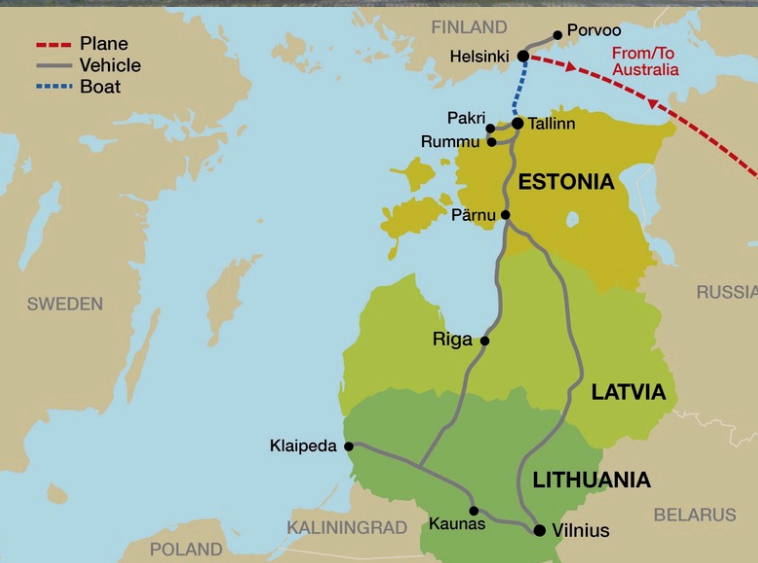 Plane
Vehicle
Boat
FINLAND
Porvoo
Helsinki
From/To
Australia
Pakri
Tallinn
Rummu
ESTONIA
Pärnu
SWEDEN
RUSSIA
Riga
LATVIA
Klaipeda
LITHUANIA
Kaunas
Vilnius
KALININGRAD
BELARUS
POLAND